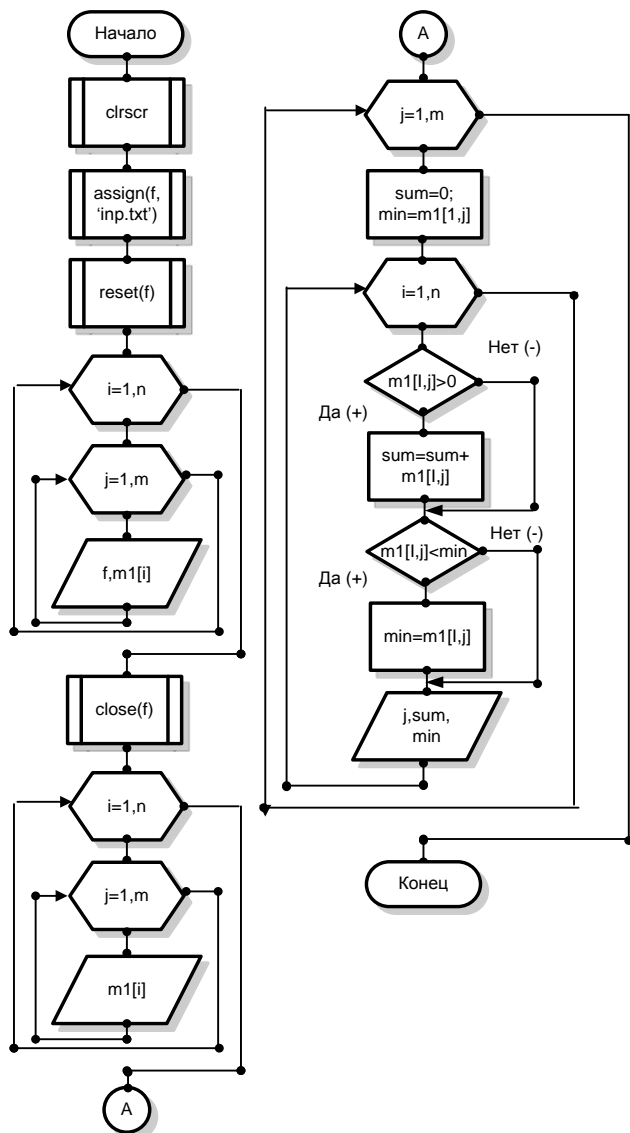 Начало
clrscr
assign(f,
‘inp.txt’)
reset(f)
i=1,n
j=1,m
f,m1[i]
close(f)
i=1,n
j=1,m
m1[i]
A
A
j=1,m
sum=0;
min=m1[1,j]
i=1,n
Нет (-)
m1[I,j]>0
Да (+)
sum=sum+
m1[I,j]
Нет (-)
m1[I,j]<min
Да (+)
min=m1[I,j]
j,sum,
min
Конец